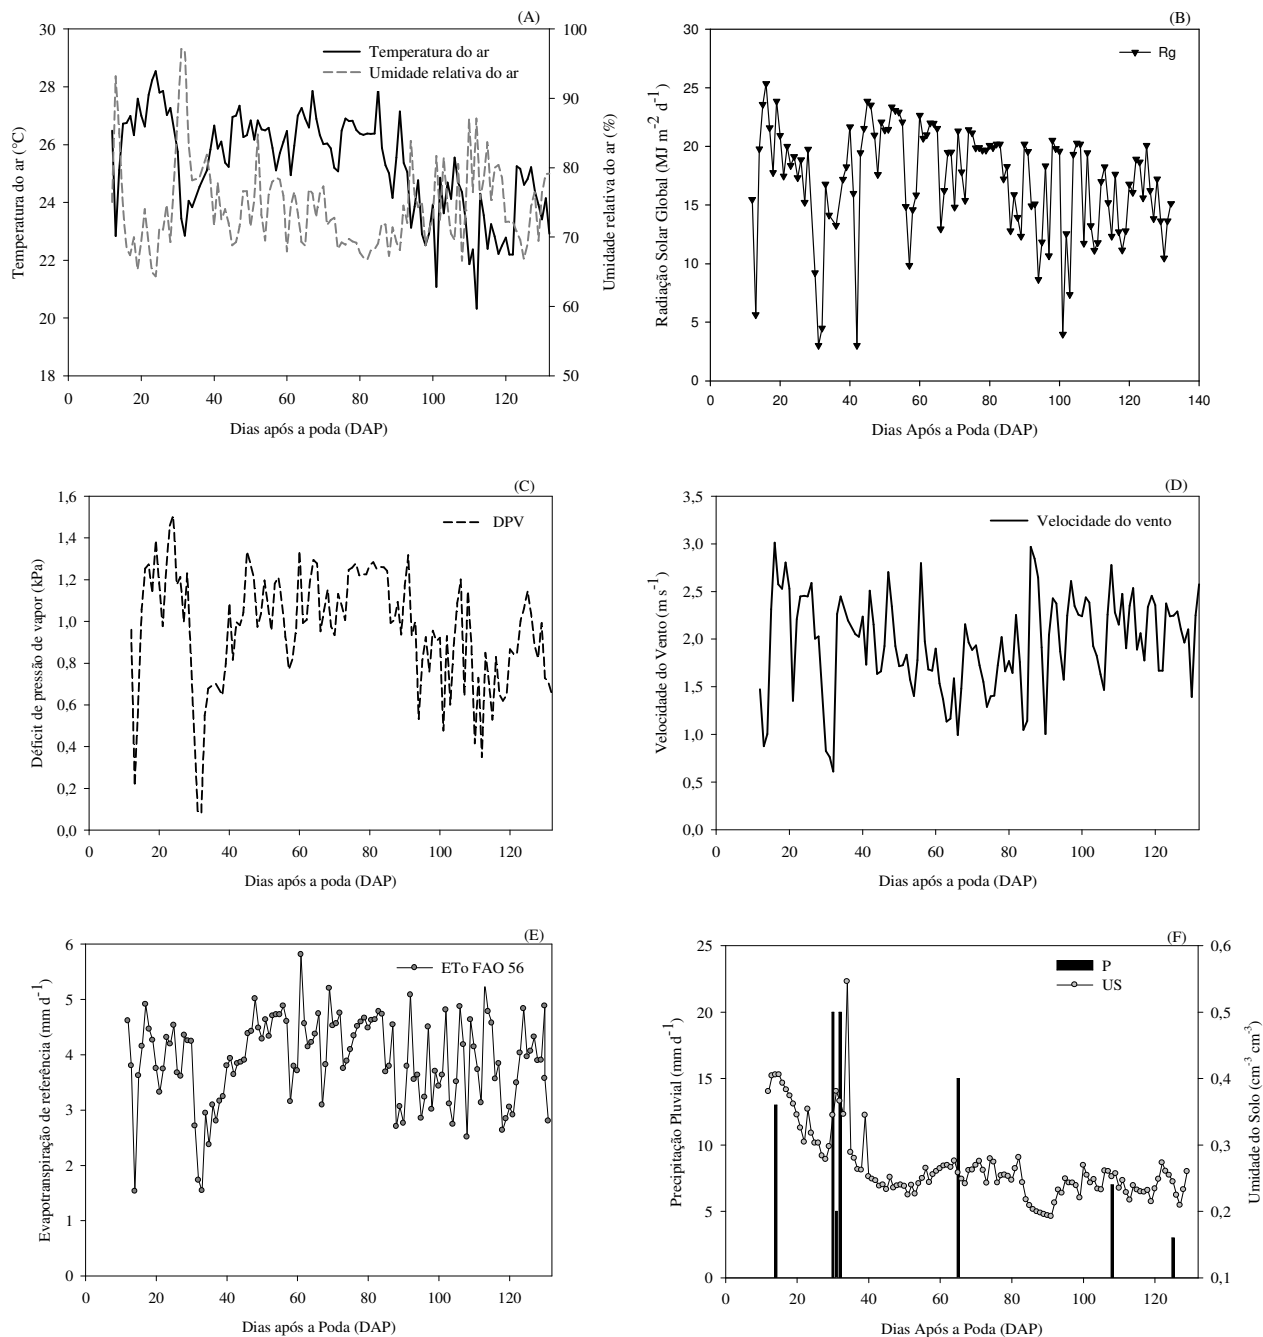 (A)
30
28
26
24
22
20
18
100
90
80
70
60
50
Temperatura do ar
Umidade relativa do ar
Temperatura do ar (°C)
Umidade relativa do ar (%)
0 20 40 60 80 100 120
Dias após a poda (DAP)
(B)
30
25
20
15
10
5
0
Rg
Radiação Solar Global (MJ m-2 d-1)
0 20 40 60 80 100 120 140
Dias Após a Poda (DAP)
(C)
1,6
1,4
1,2
1,0
0,8
0,6
0,4
0,2
0,0
DPV
Déficit de pressão de vapor (kPa)
0 20 40 60 80 100 120
Dias após a poda (DAP)
(D)
3,5
3,0
2,5
2,0
1,5
1,0
0,5
0,0
Velocidade do vento
Velocidade do Vento (m s-1)
0 20 40 60 80 100 120
Dias após a poda (DAP)
(E)
6
5
4
3
2
1
0
ETo FAO 56
Evapotranspiração de referência (mm d-1)
0 20 40 60 80 100 120
Dias após a Poda (DAP)
(F)
25
20
15
10
5
0
0,6
0,5
0,4
0,3
0,2
0,1
P
US
Precipitação Pluvial (mm d-1)
Umidade do Solo (cm-3 cm-3)
0 20 40 60 80 100 120
Dias Após a Poda (DAP)